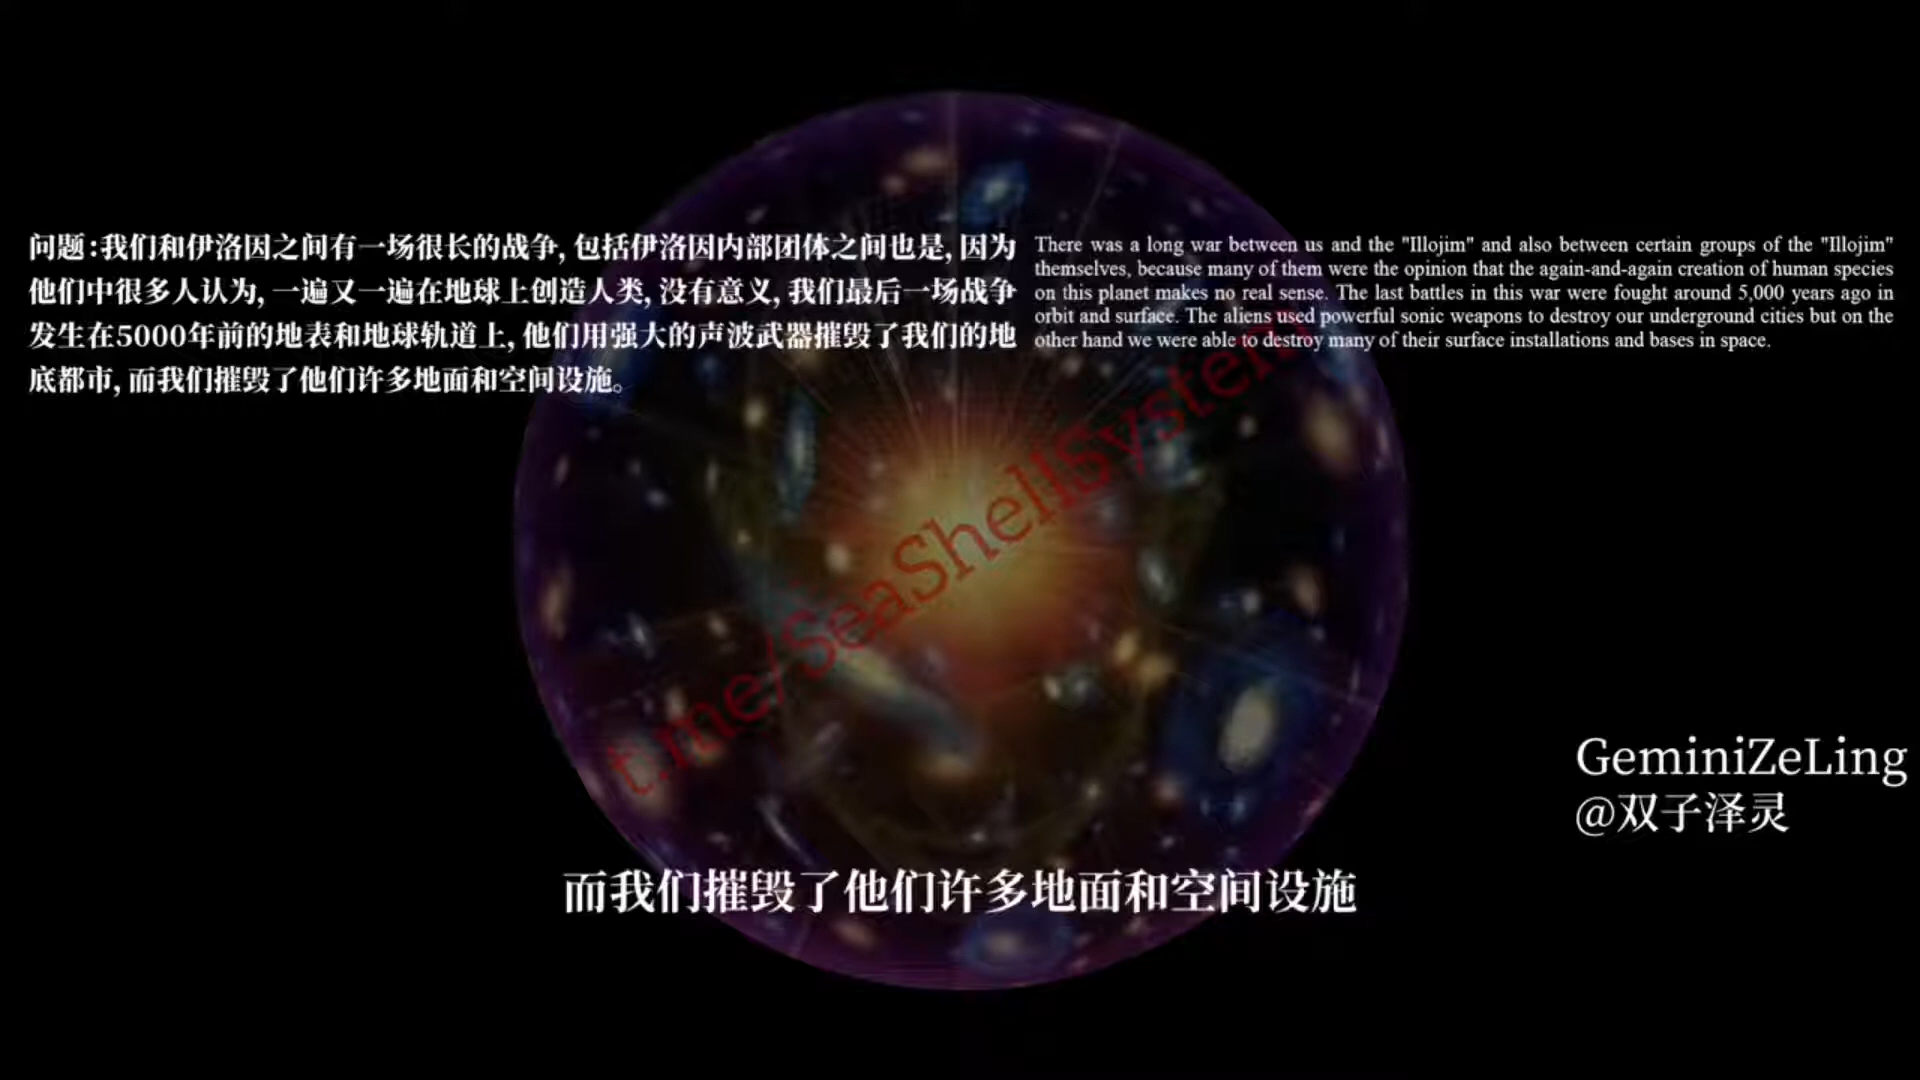 问题:我们和伊洛因之间有一场很长的战争,包括伊洛因内部团体之间也是,因为
他们中很多人认为,一遍又一遍在地球上创造人类,没有意义,我们最后一场战争
发生在5000年前的地表和地球轨道上,他们用强大的声波武器摧毁了我们的地
底都市,而我们摧毁了他们许多地面和空间设施。
There was a long war between us and the "Illojim" and also between certain groups of the "Illojim"
themselves, because many of them were the opinion that the again-and-again creation of human species
on this planet makes no real sense. The last battles in this war were fought around 5,000 years ago in
orbit and surface. The aliens used powerful sonic weapons to destroy our underground cities but on the
other hand we were able to destroy many of their surface installations and bases in space.
t.me/SeaShellSystem
GeminiZeLing
@双子泽灵
而我们摧毁了他们许多地面和空间设施